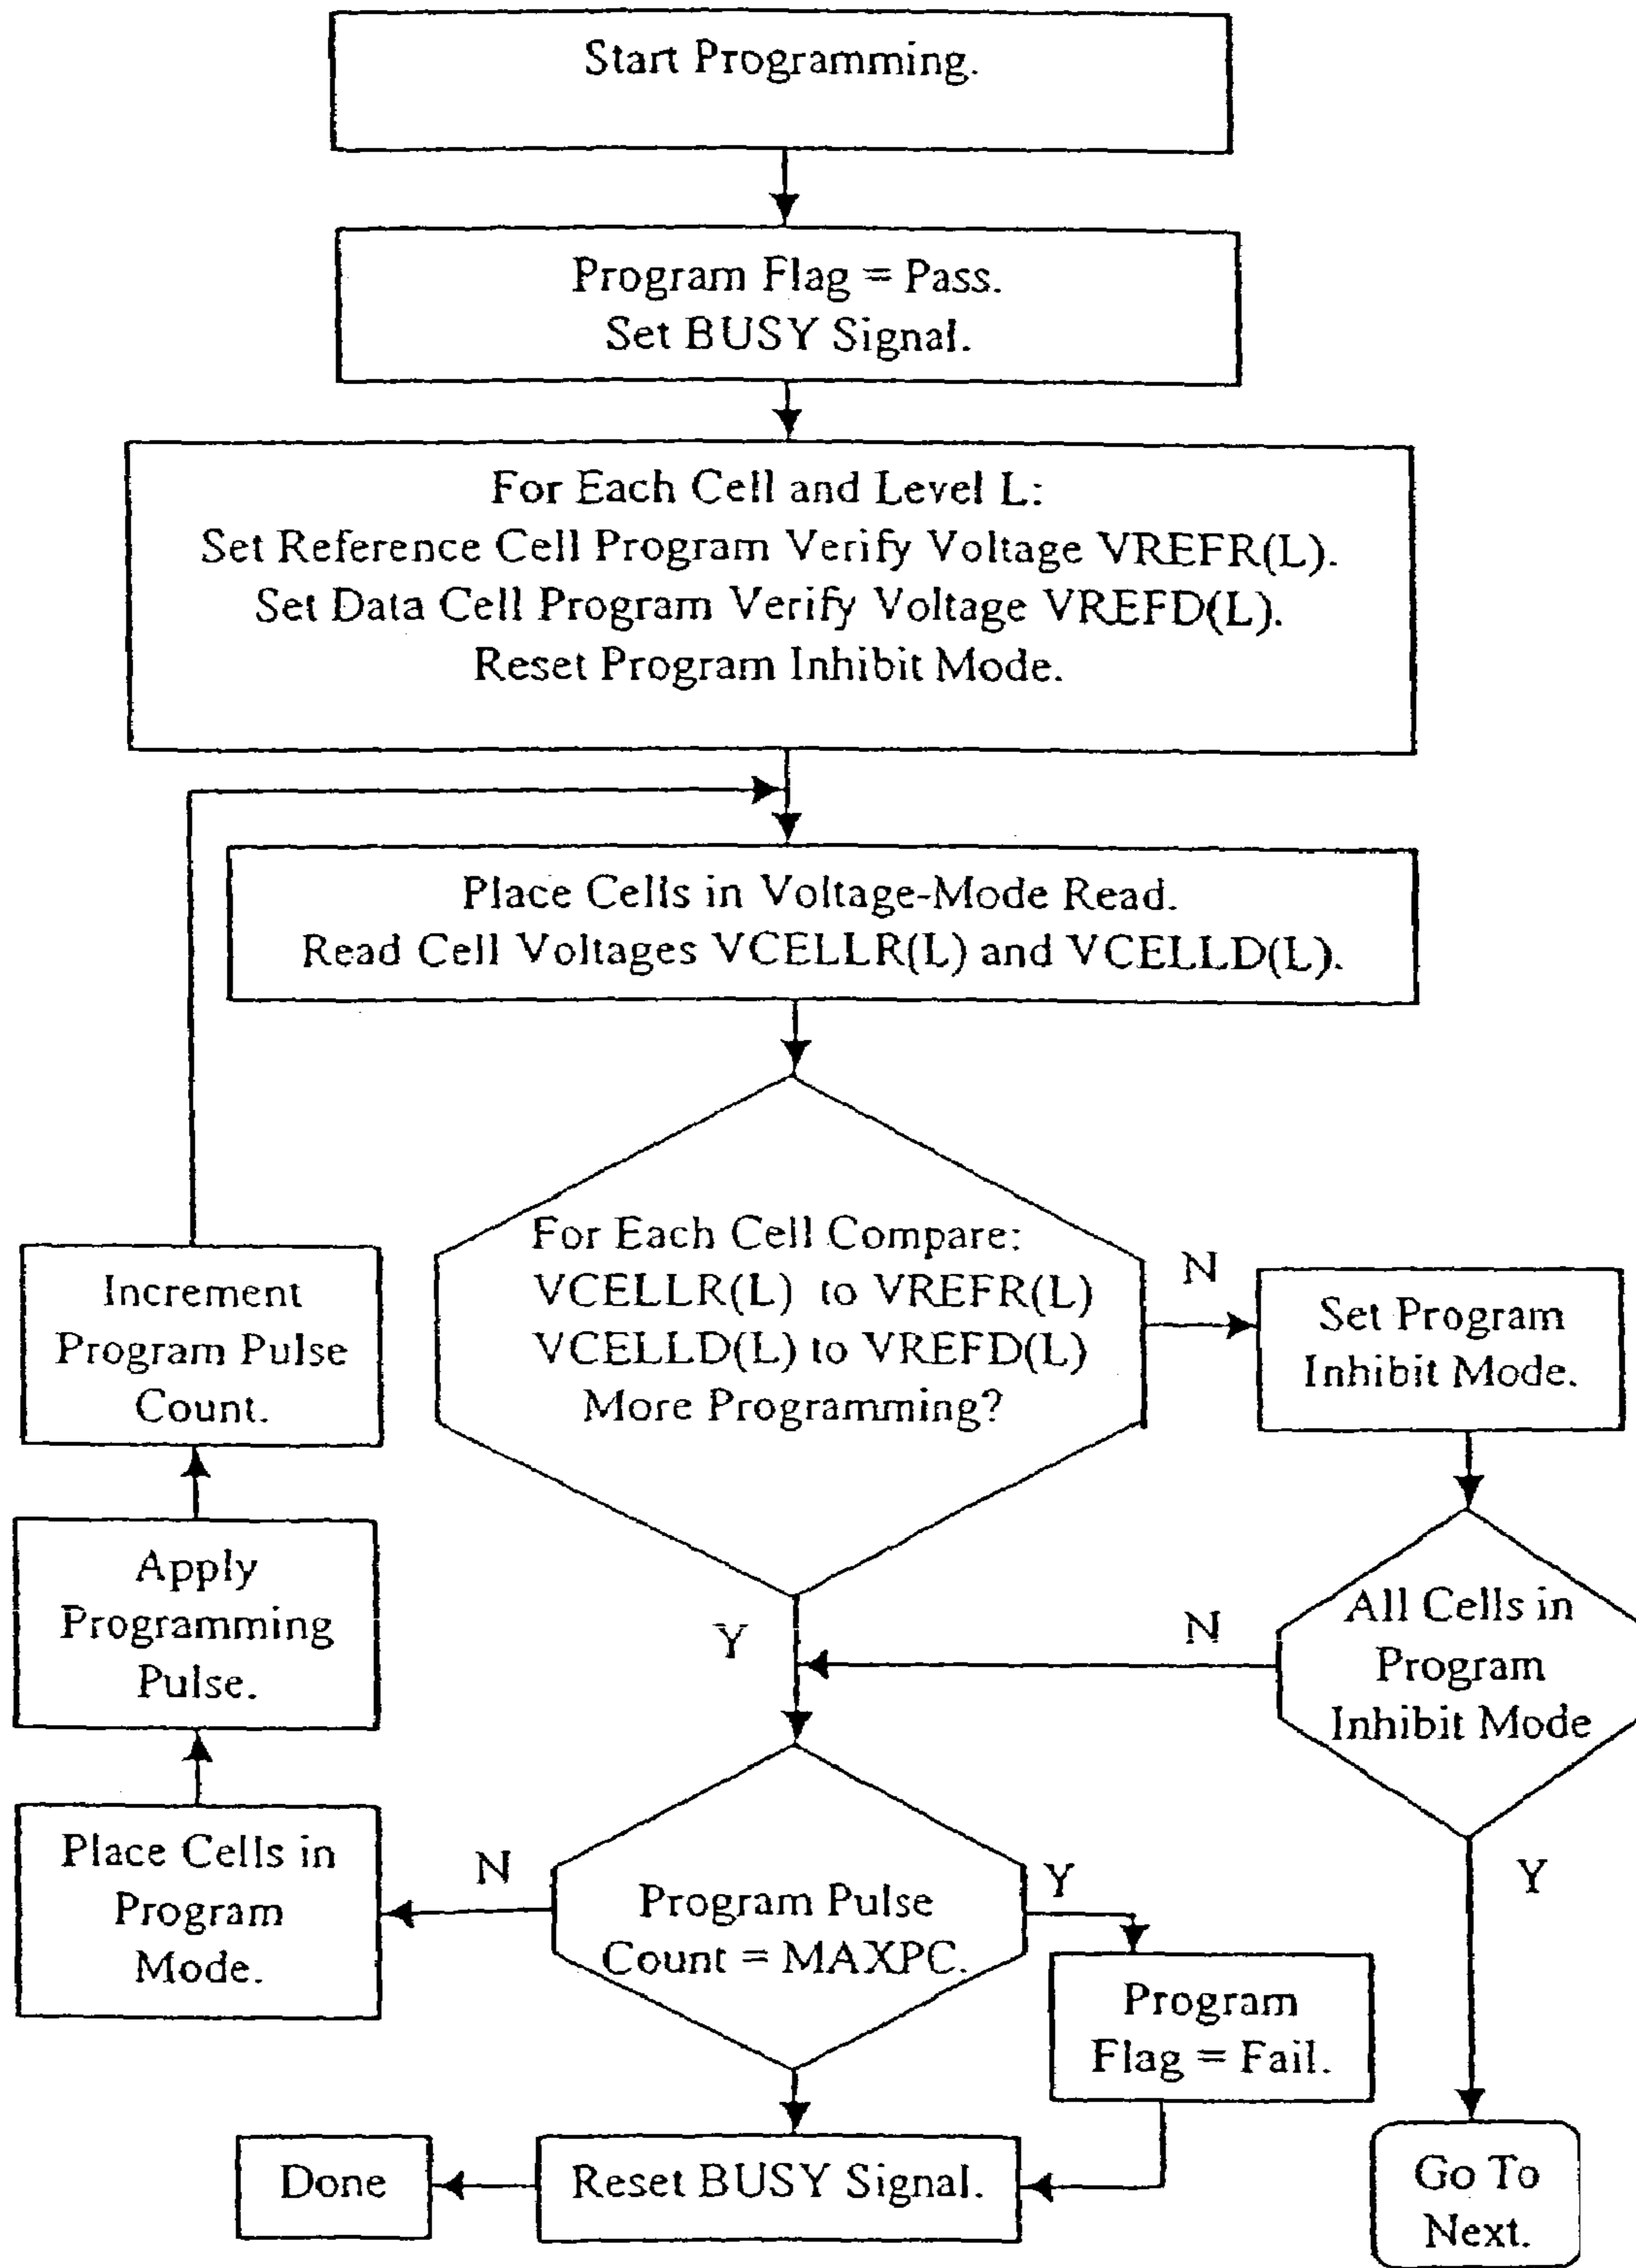 Start Programming.
Program Flag = Pass.
Set BUSY Signal.
For Each Cell and Level L:
Set Reference Cell Program Verify Voltage VREFR(L).
Set Data Cell Program Verify Voltage VREFD(L).
Reset Program Inhibit Mode.
Place Cells in Voltage-Mode Read.
Read Cell Voltages VCELLR(L) and VCELLD(L).
For Each Cell Compare:
VCELLR(L) to VREFR(L)
VCELLD(L) to VREFD(L)
More Programming?
N
Set Program
Inhibit Mode.
Increment
Program Pulse
Count.
Apply
Programming
Pulse.
Y
N
All Cells in
Program
Inhibit Mode
Place Cells in
Program
Mode.
N
Program Pulse
Count = MAXPC.
Y
Y
Program
Flag = Fail.
Done
Reset BUSY Signal.
Go To
Next.